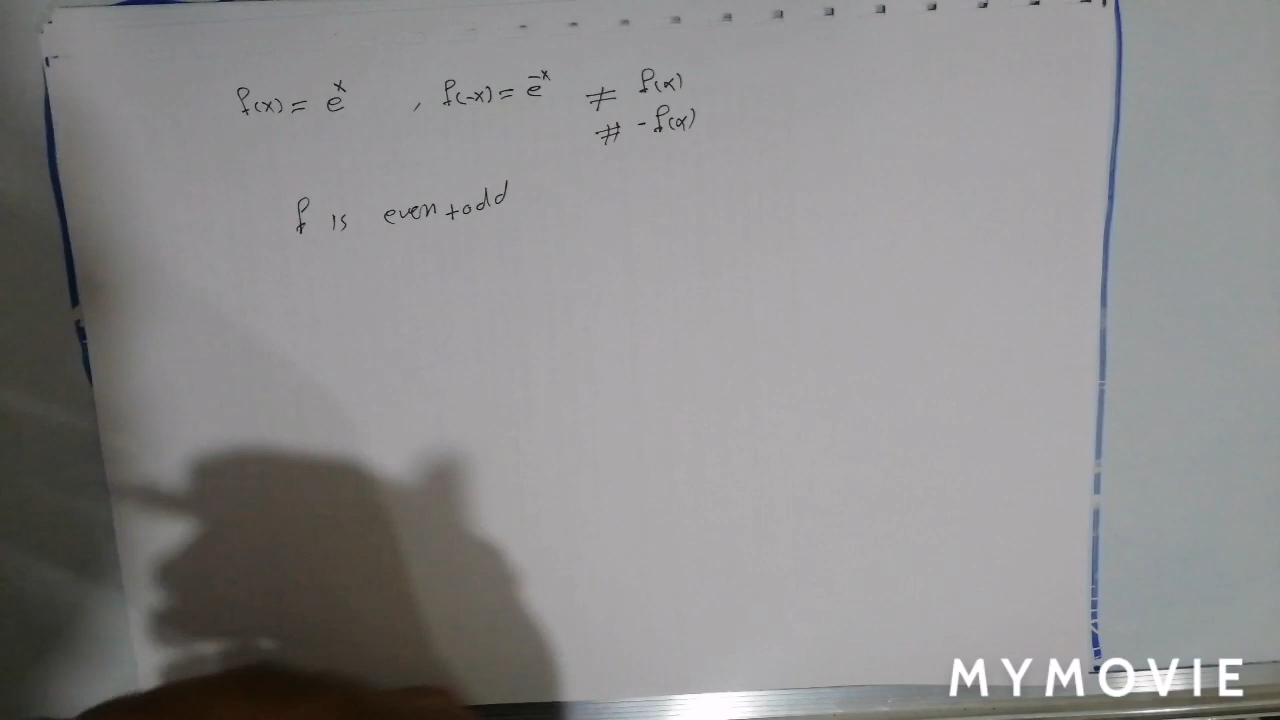 f(x) = e^x , f(-x) = e^-x ≠ f(x)
≠ -f(x)
f is even + odd
MYMOVIE